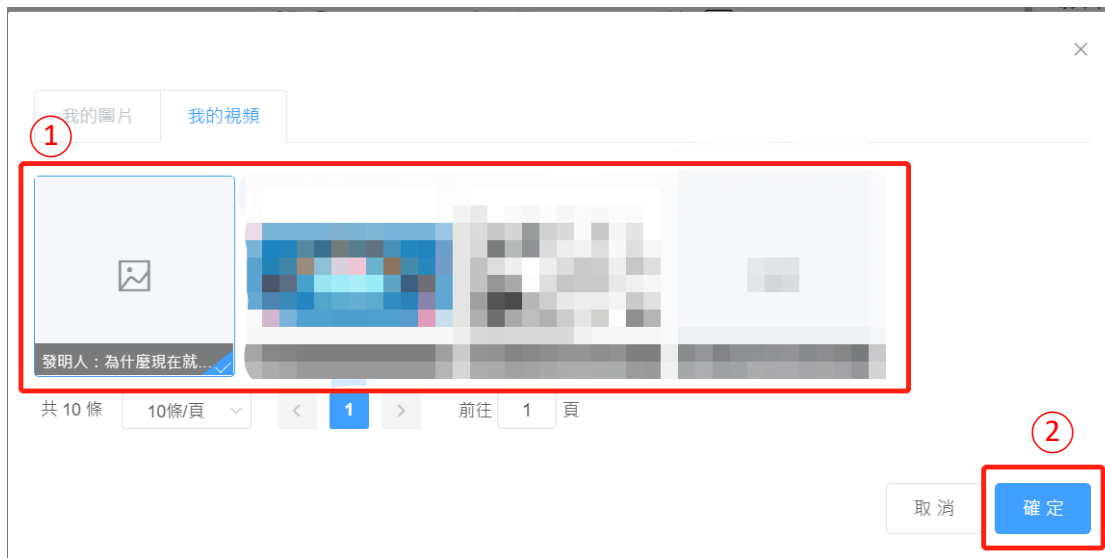 我的圖片 我的視頻
①
發明人：為什麼現在就...
共 10 條 10條/頁 < 1 > 前往 1 頁
②
取 消 確 定